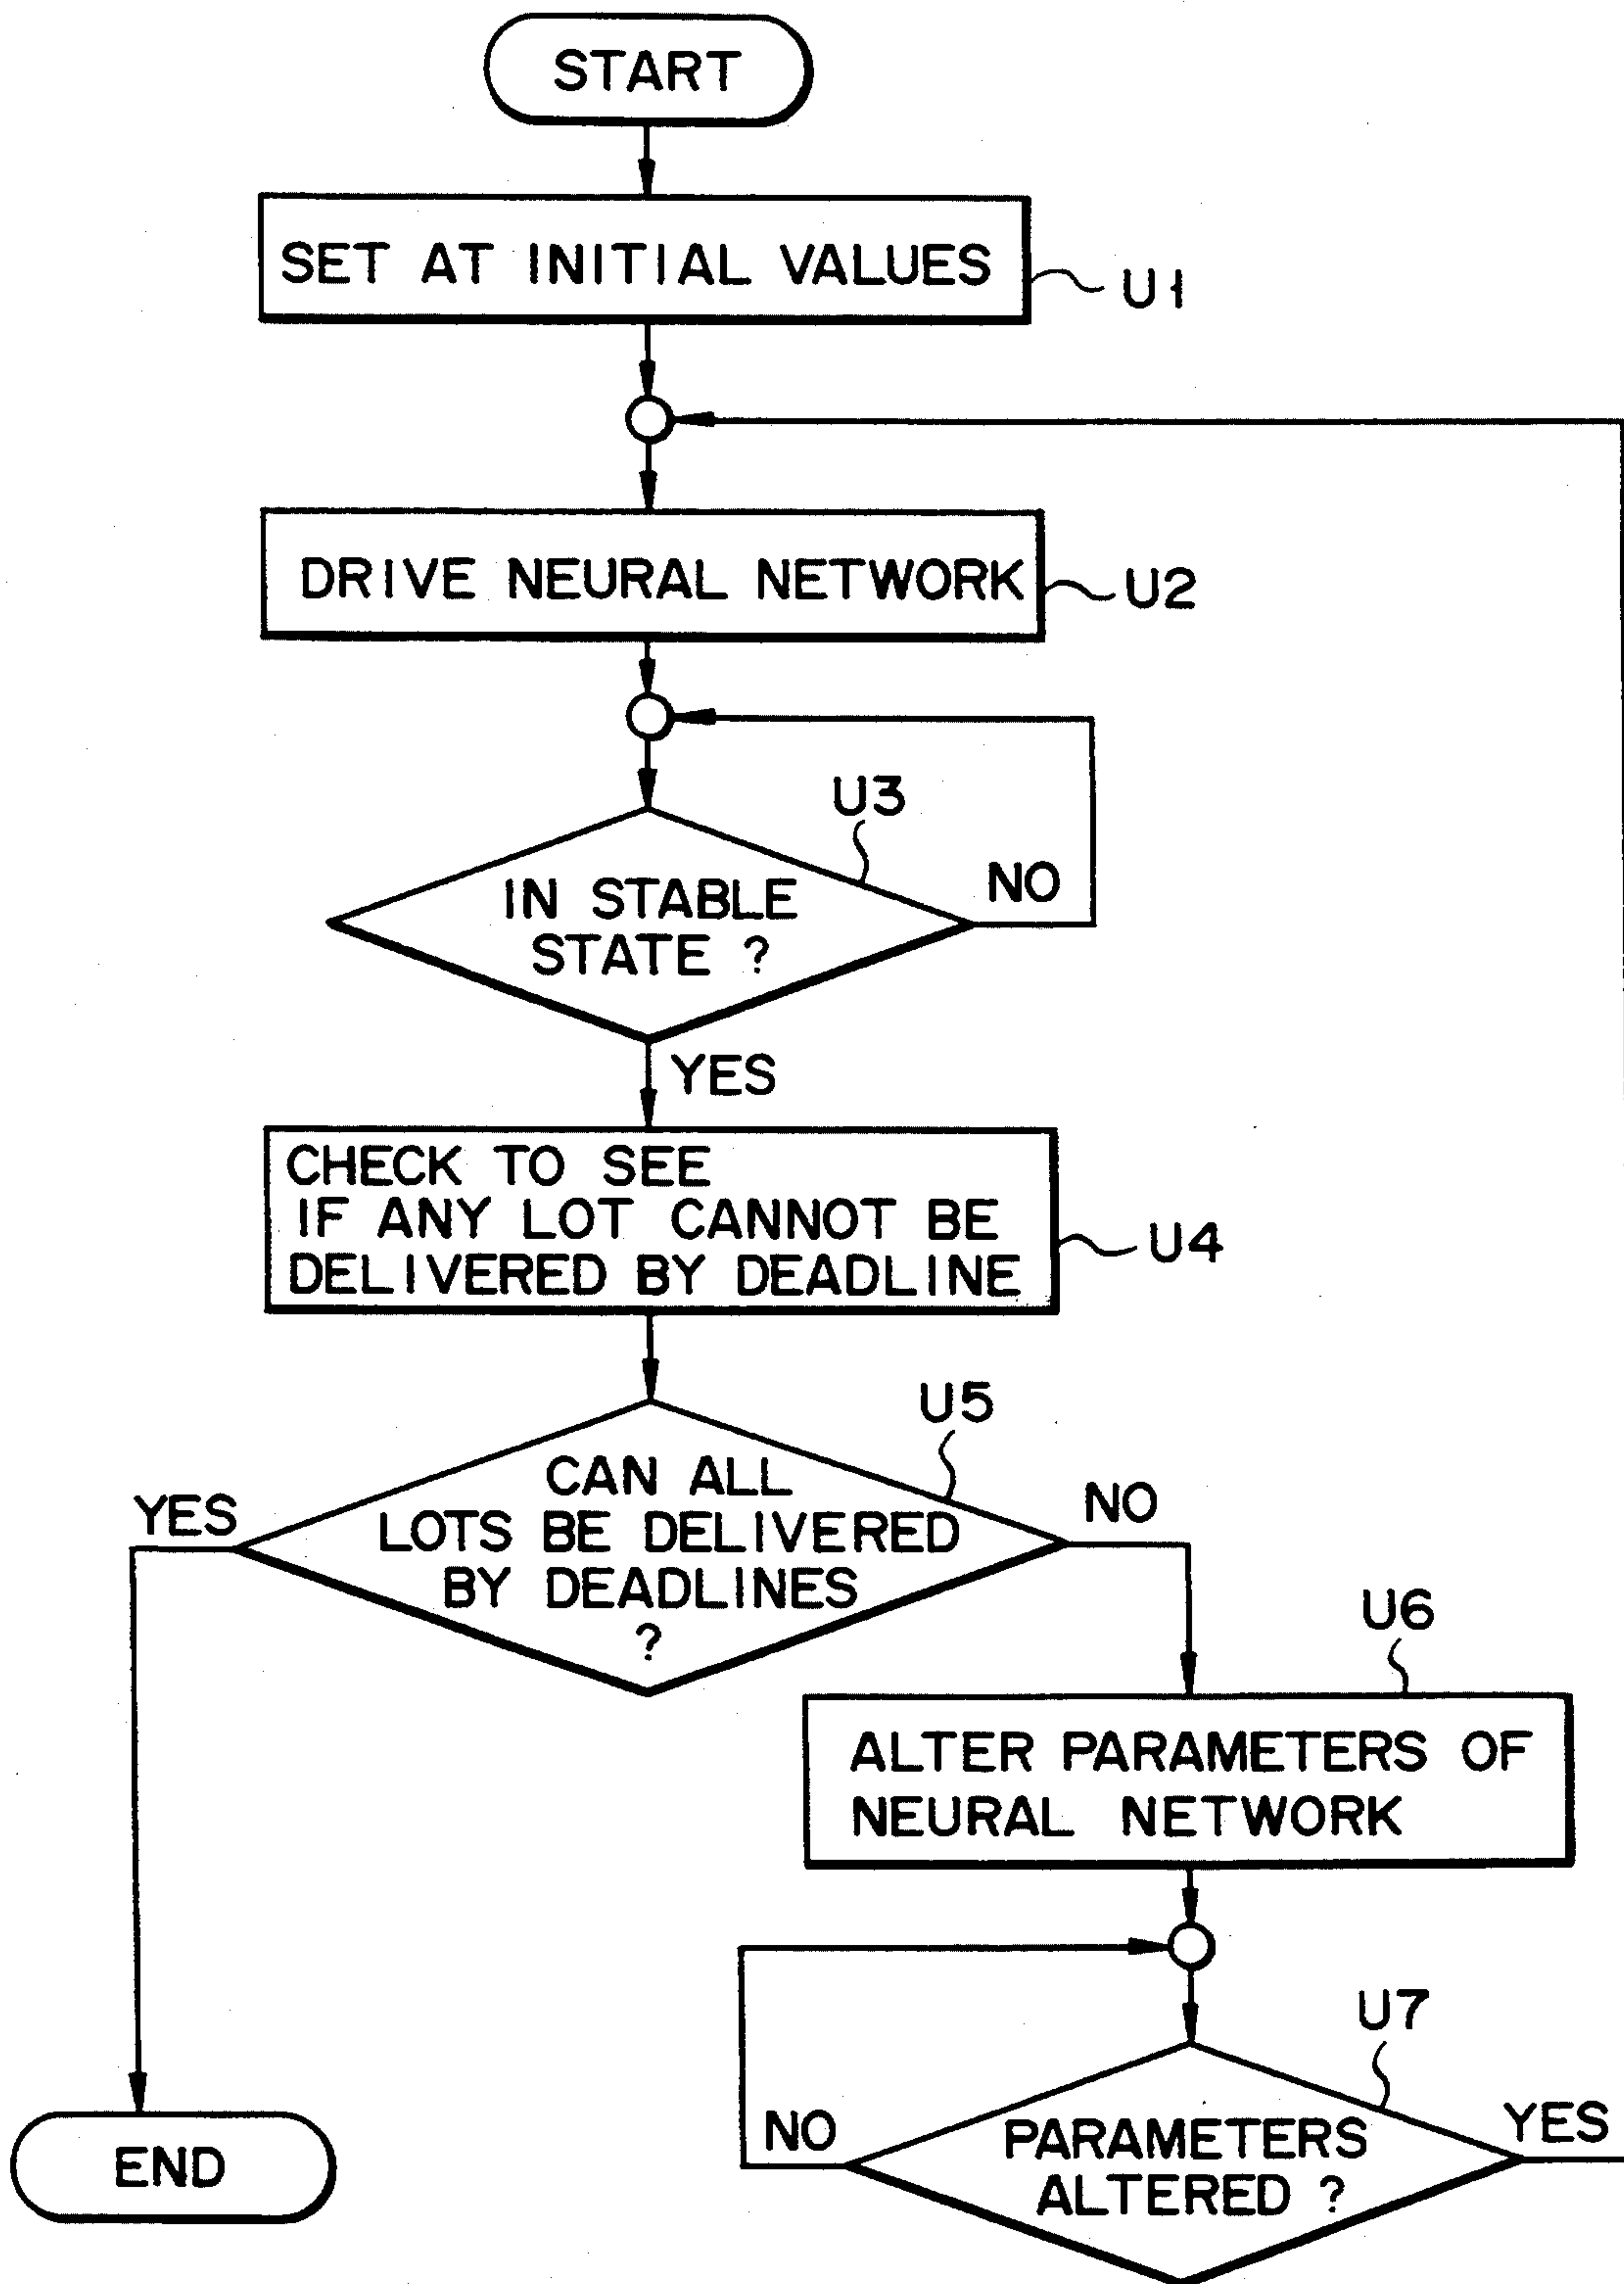 START
SET AT INITIAL VALUES
U1
DRIVE NEURAL NETWORK
U2
U3
NO
IN STABLE
STATE ?
YES
CHECK TO SEE
IF ANY LOT CANNOT BE
DELIVERED BY DEADLINE
U4
U5
YES
CAN ALL
LOTS BE DELIVERED
BY DEADLINES
?
NO
U6
ALTER PARAMETERS OF
NEURAL NETWORK
U7
NO
PARAMETERS
ALTERED ?
YES
END